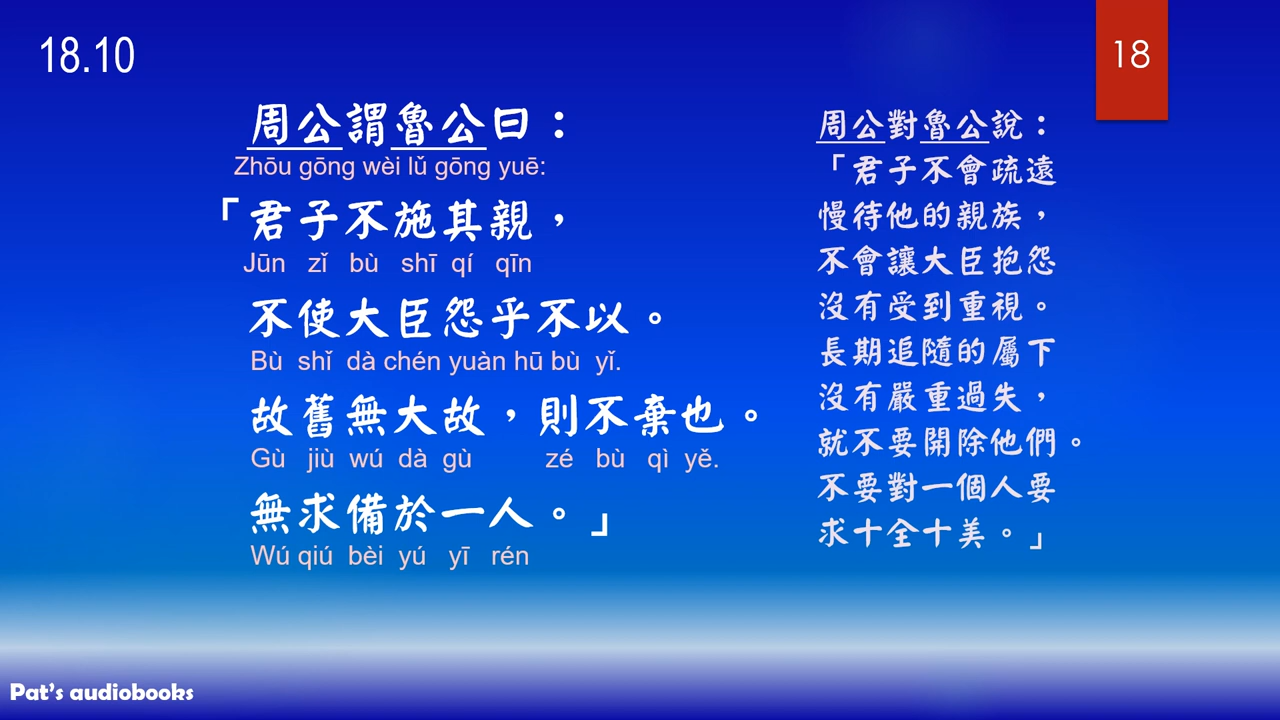 18.10
18
周公謂魯公曰：
Zhōu gōng wèi lǔ gōng yuē:
「君子不施其親，
Jūn zǐ bù shī qí qīn
不使大臣怨乎不以。
Bù shǐ dà chén yuàn hū bù yǐ.
故舊無大故，則不棄也。
Gù jiù wú dà gù zé bù qì yě.
無求備於一人。」
Wú qiú bèi yú yī rén
周公對魯公說：
「君子不會疏遠
慢待他的親族，
不會讓大臣抱怨
沒有受到重視。
長期追隨的屬下
沒有嚴重過失，
就不要開除他們。
不要對一個人要
求十全十美。」
Pat's audiobooks